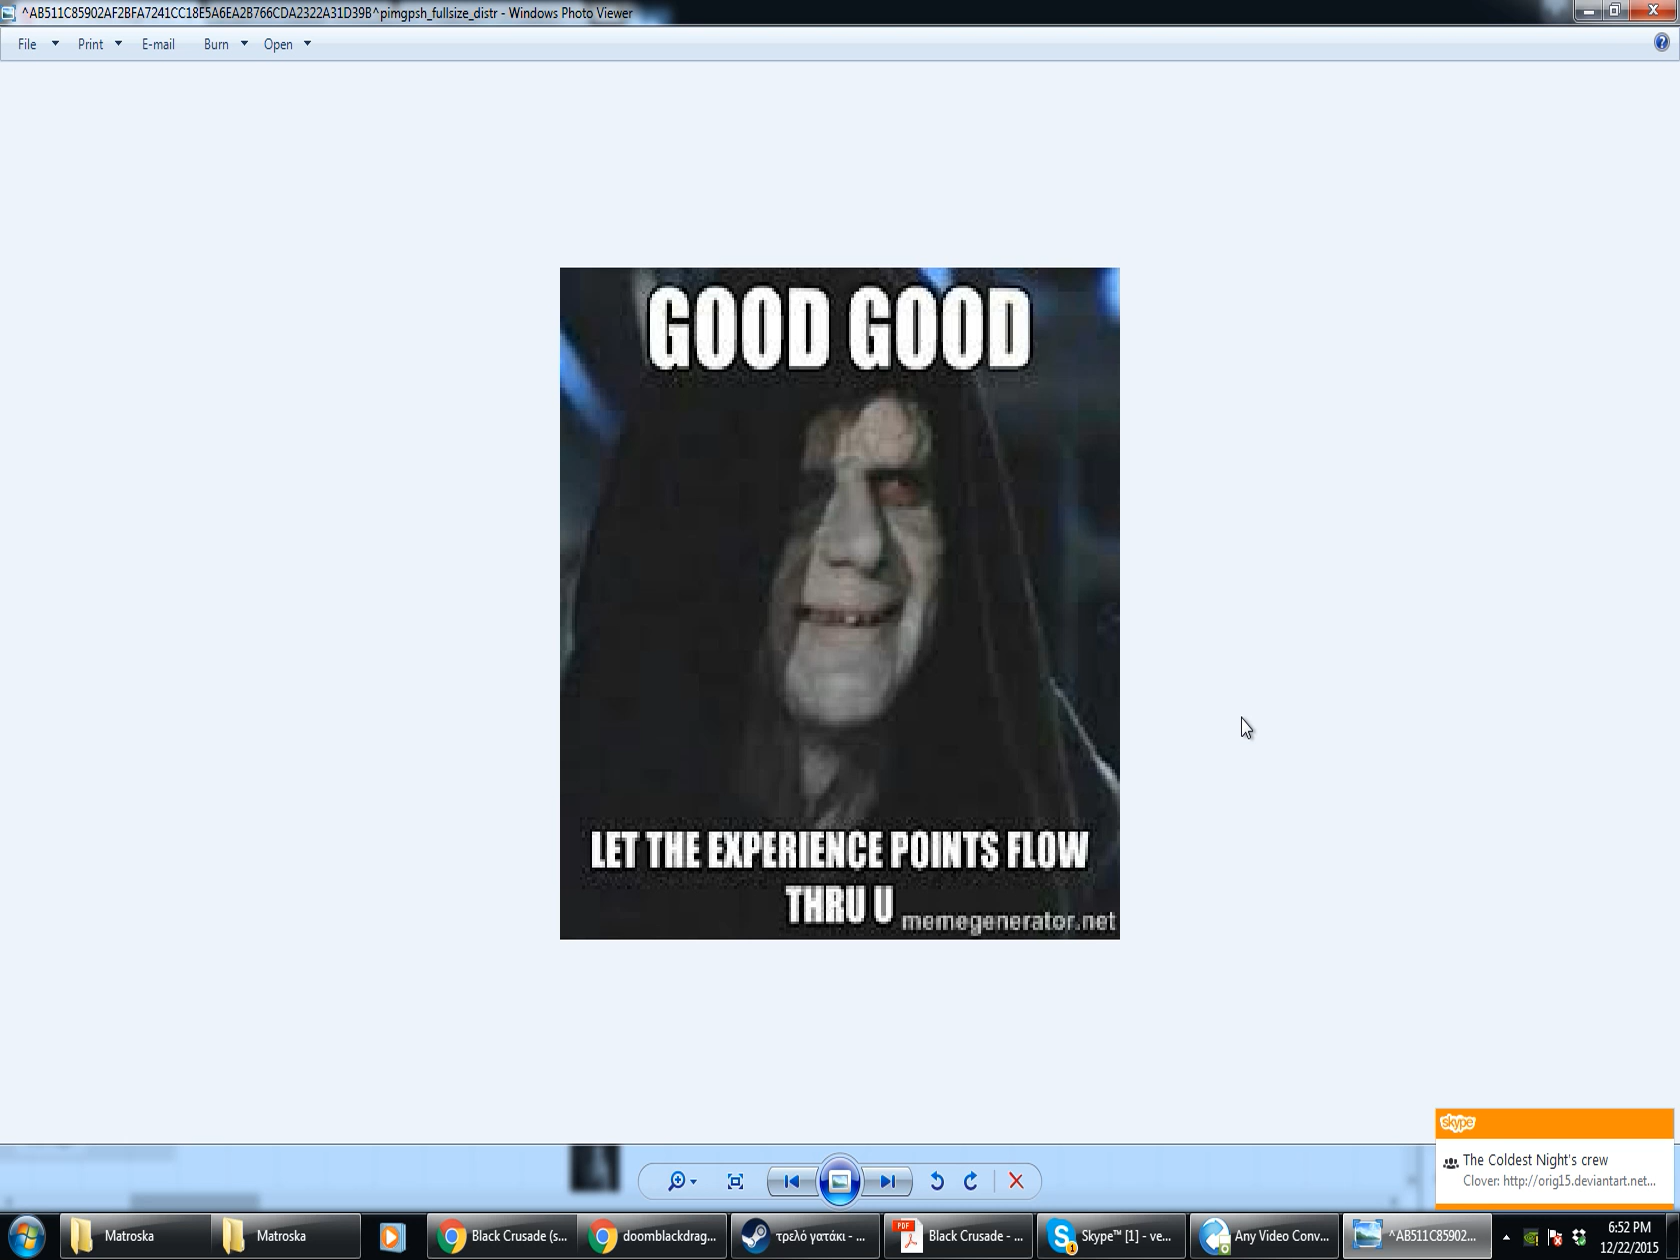 ^AB511C85902AF2BFA7241CC18E5A6EA2B766CDA2322A31D39B^pimgpsh_fullsize_distr - Windows Photo Viewer
File Print E-mail Burn Open
GOOD GOOD
LET THE EXPERIENCE POINTS FLOW
THRU U
memegenerator.net
skype
The Coldest Night's crew
Clover: http://orig15.deviantart.net...
Matroska Matroska Black Crusade (s... doomblackdrag... τρελό γατάκι - ... PDF Black Crusade - ... Skype™ [1] - ve... Any Video Conv... ^AB511C85902... 6:52 PM
12/22/2015